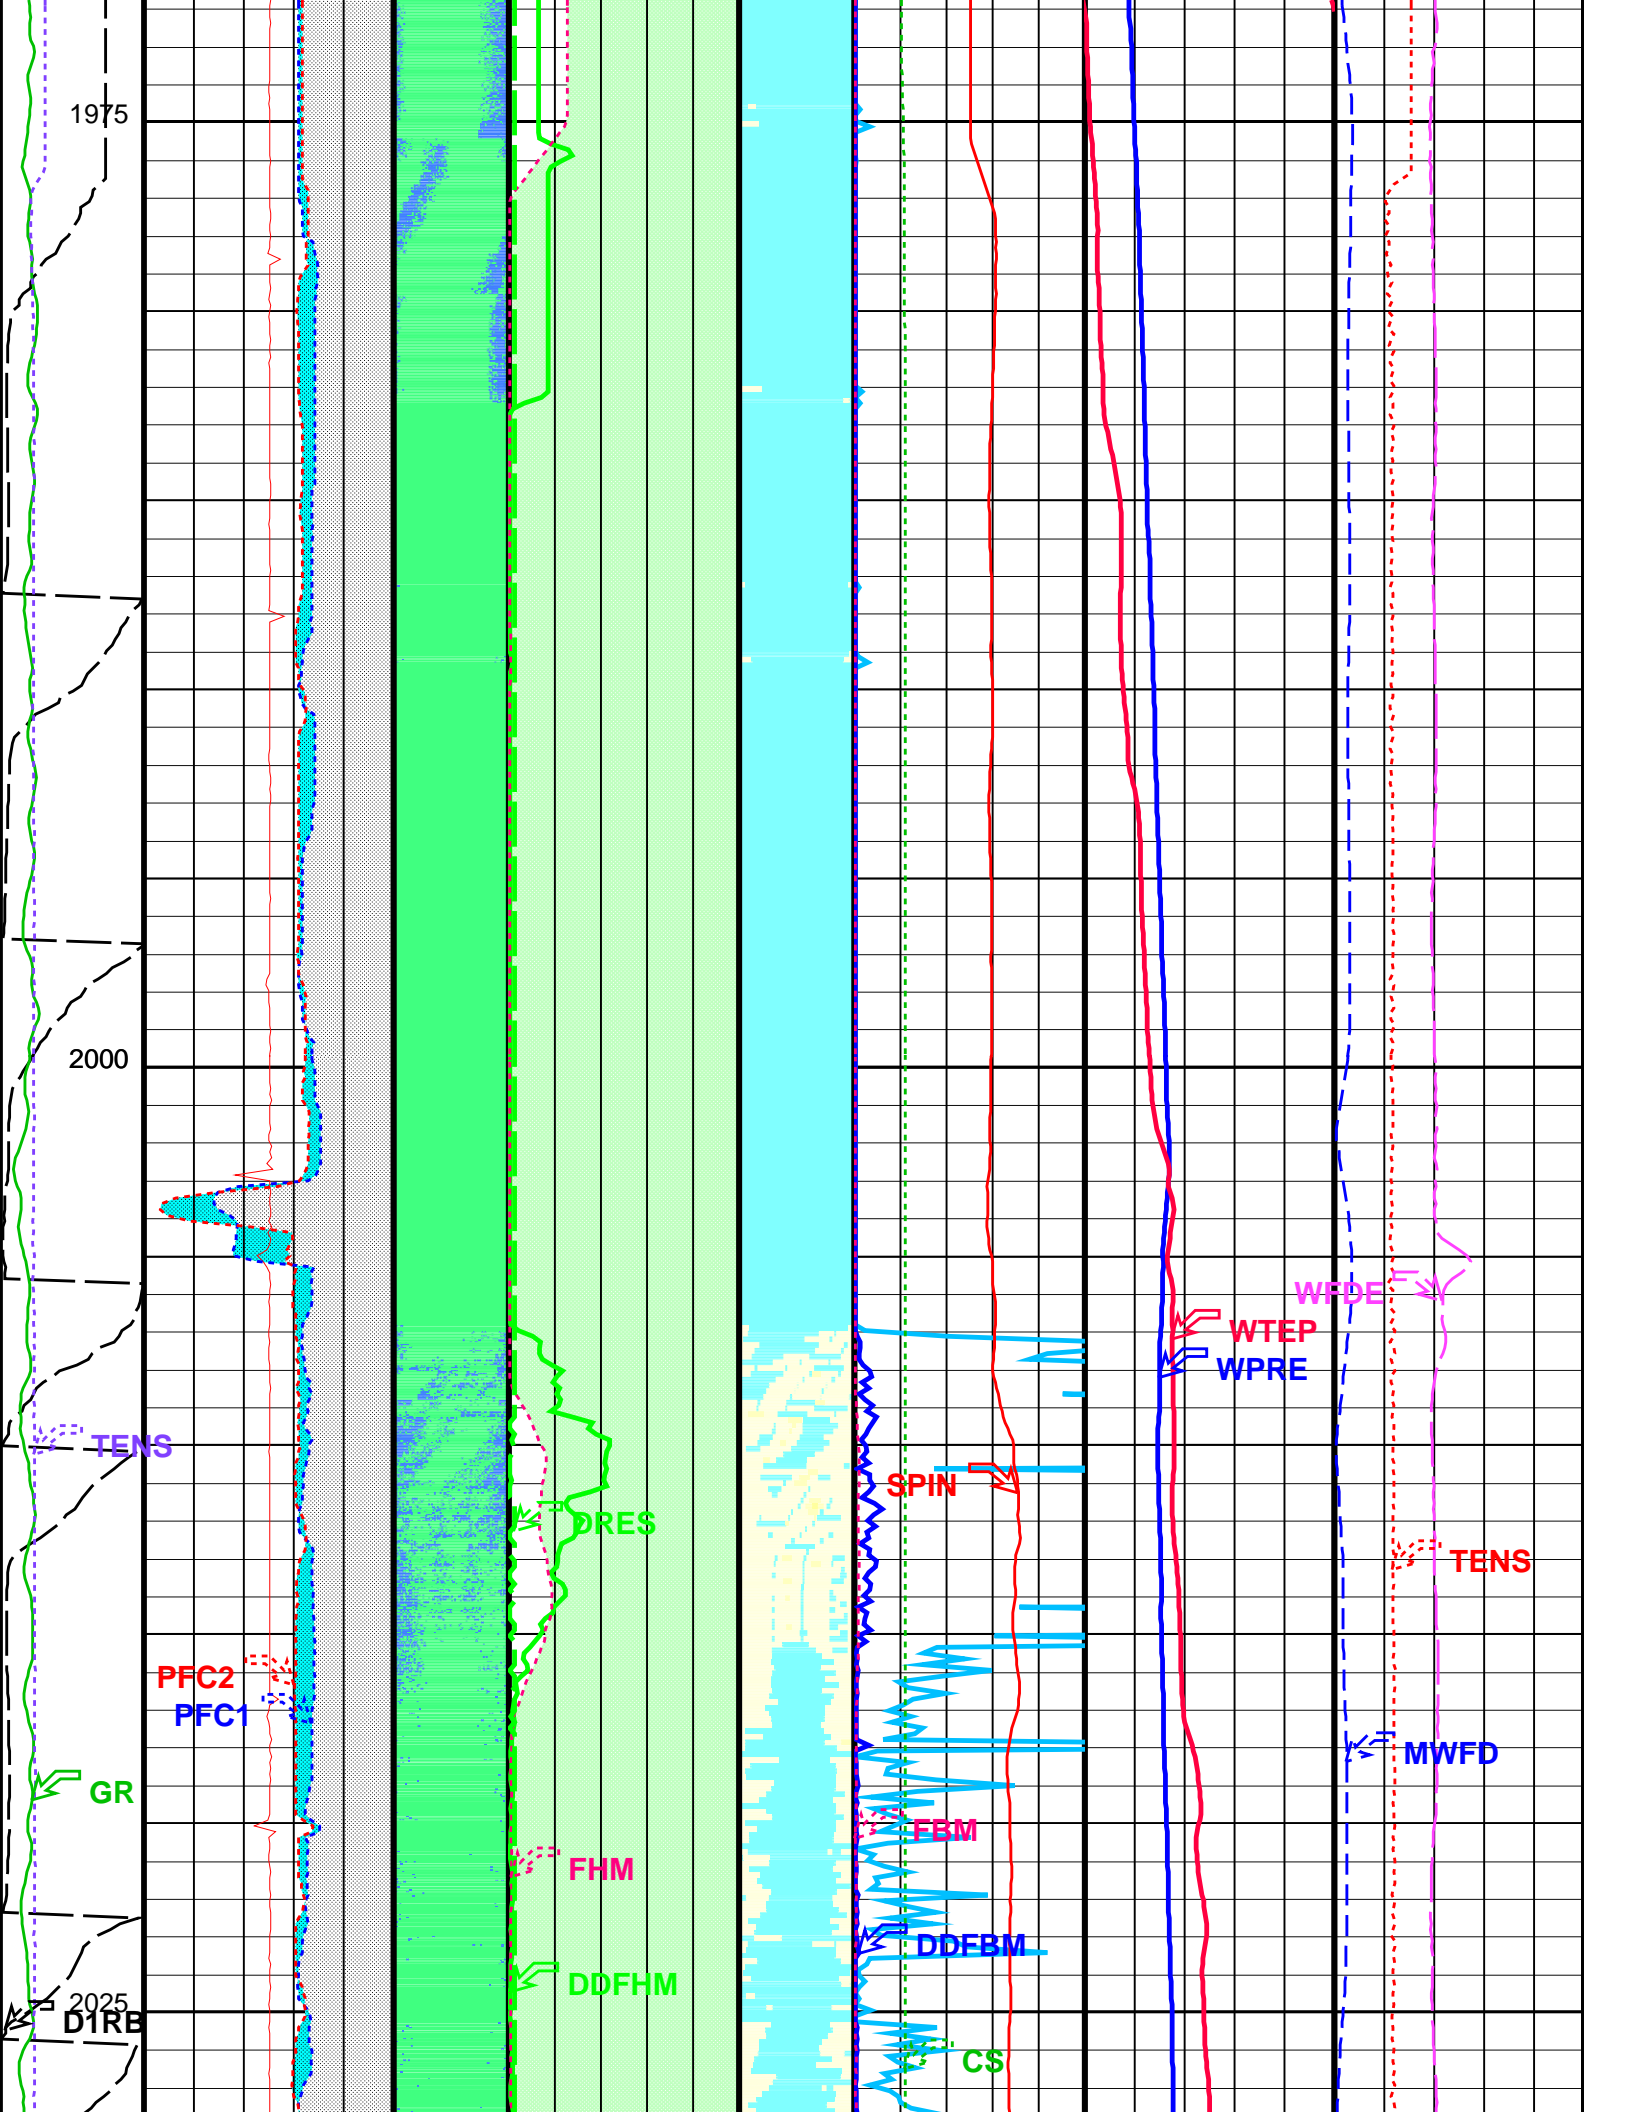 1975
2000
WFDE
WTEP
WPRE
TENS
SPIN
DRES
TENS
PFC2
PFC1
MWFD
GR
FBM
FHM
DDFBM
DDFHM
2025
D1RB
CS